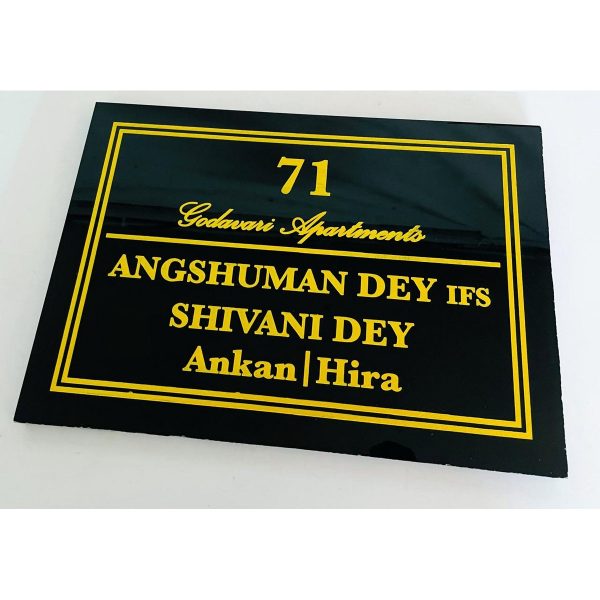 71
Godavari Apartments
ANGSHUMAN DEY IFS
SHIVANI DEY
Ankan|Hira